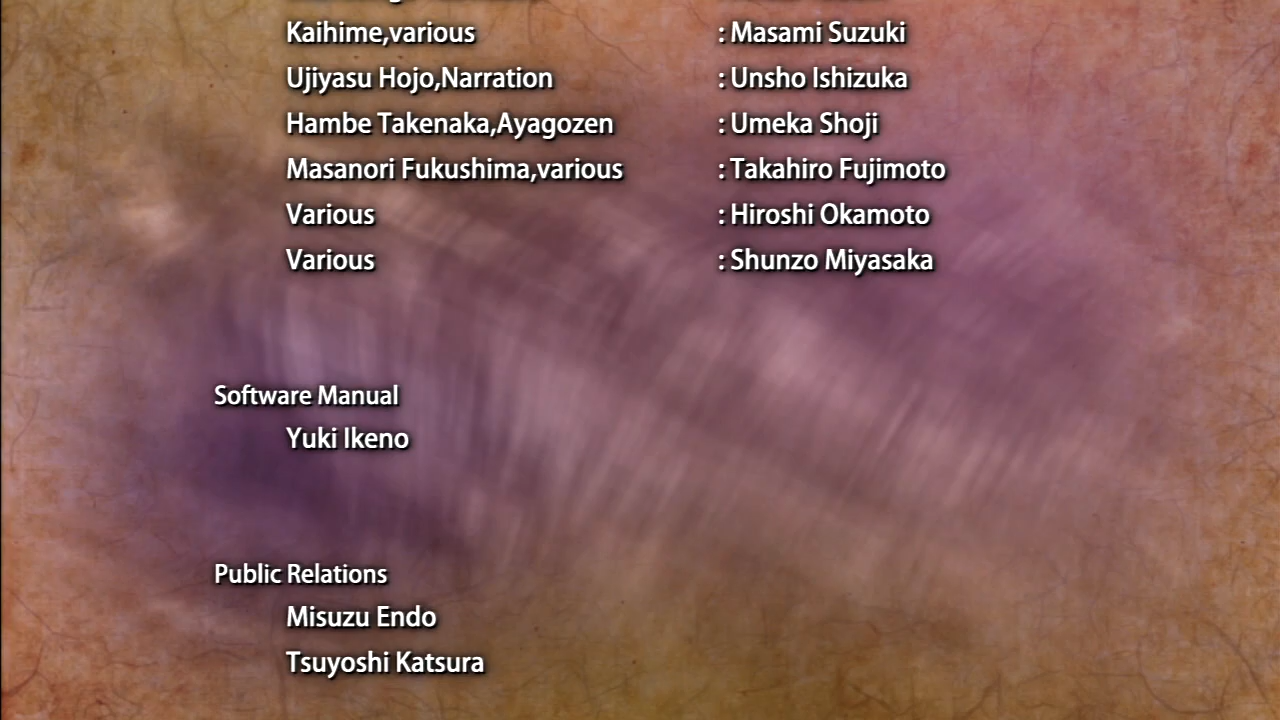 Kaihime,various : Masami Suzuki
Ujiyasu Hojo,Narration : Unsho Ishizuka
Hambe Takenaka,Ayagozen : Umeka Shoji
Masanori Fukushima,various : Takahiro Fujimoto
Various : Hiroshi Okamoto
Various : Shunzo Miyasaka
Software Manual
Yuki Ikeno
Public Relations
Misuzu Endo
Tsuyoshi Katsura